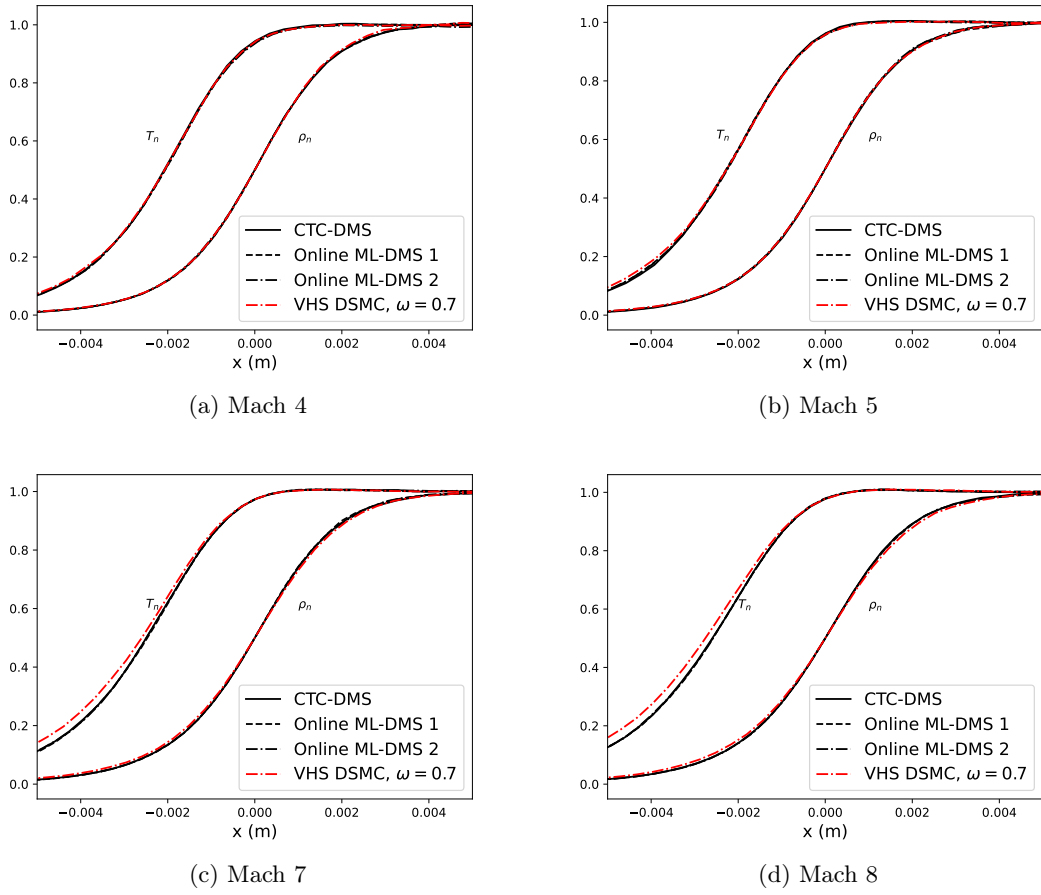 1.0
0.8
0.6
0.4
0.2
0.0
Tn
ρn
CTC-DMS
Online ML-DMS 1
Online ML-DMS 2
VHS DSMC, ω = 0.7
−0.004 −0.002 0.000 0.002 0.004
x (m)
(a) Mach 4
1.0
0.8
0.6
0.4
0.2
0.0
Tn
ρn
CTC-DMS
Online ML-DMS 1
Online ML-DMS 2
VHS DSMC, ω = 0.7
−0.004 −0.002 0.000 0.002 0.004
x (m)
(b) Mach 5
1.0
0.8
0.6
0.4
0.2
0.0
Tn
ρn
CTC-DMS
Online ML-DMS 1
Online ML-DMS 2
VHS DSMC, ω = 0.7
−0.004 −0.002 0.000 0.002 0.004
x (m)
(c) Mach 7
1.0
0.8
0.6
0.4
0.2
0.0
Tn
ρn
CTC-DMS
Online ML-DMS 1
Online ML-DMS 2
VHS DSMC, ω = 0.7
−0.004 −0.002 0.000 0.002 0.004
x (m)
(d) Mach 8